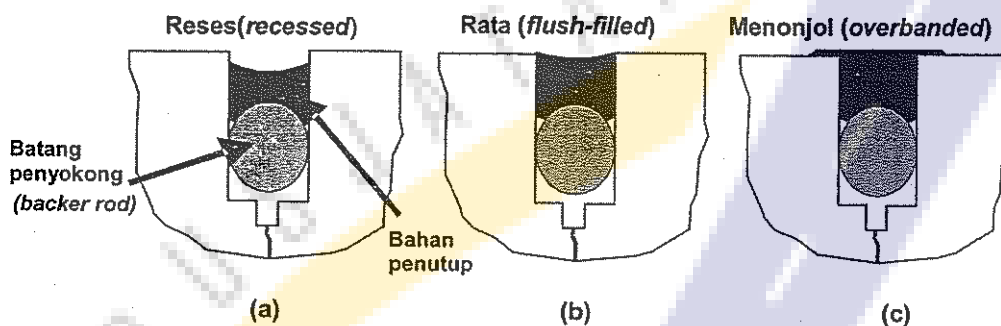 Reses(recessed)
Rata (flush-filled)
Menonjol (overbanded)
Batang
penyokong
(backer rod)
Bahan
penutup
(a)
(b)
(c)